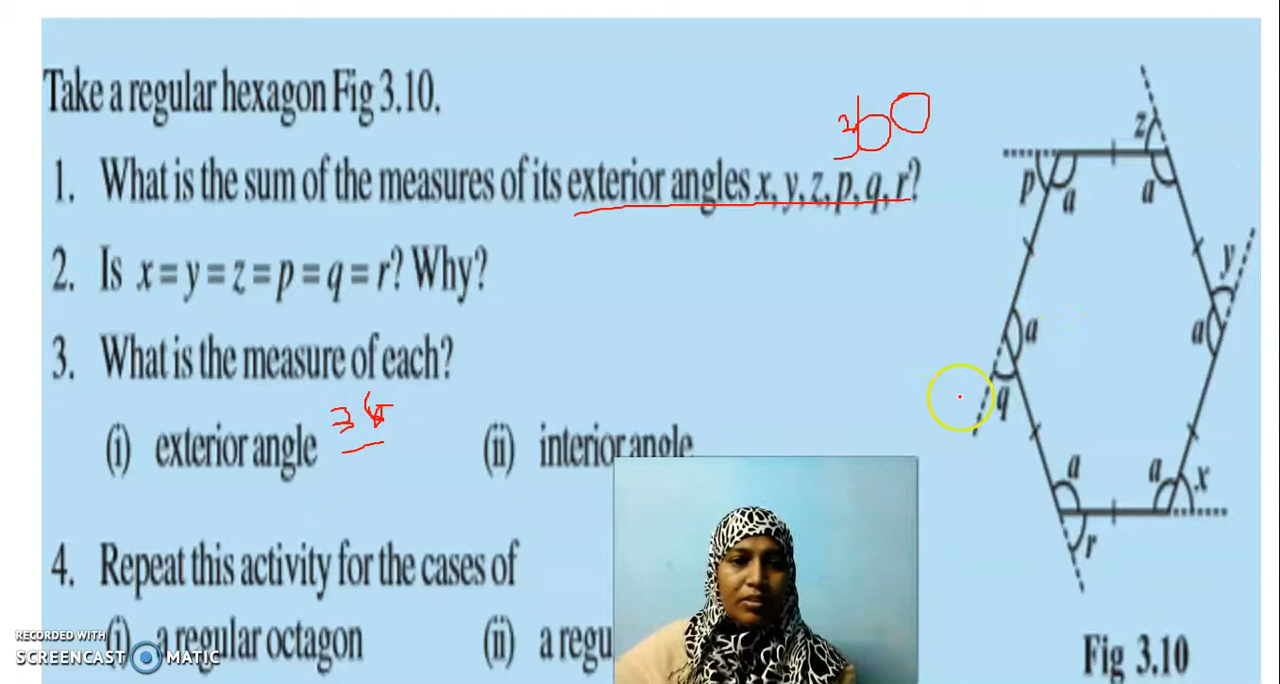 Take a regular hexagon Fig 3.10.
360
1. What is the sum of the measures of its exterior angles x, y, z, p, q, r?
2. Is x = y = z = p = q = r? Why?
3. What is the measure of each?
(i) exterior angle (ii) interior angle
4. Repeat this activity for the cases of
(i) a regular octagon (ii) a regu
z
p a a
y
a a
q
a a x
r
Fig 3.10
RECORDED WITH
SCREENCAST MATIC